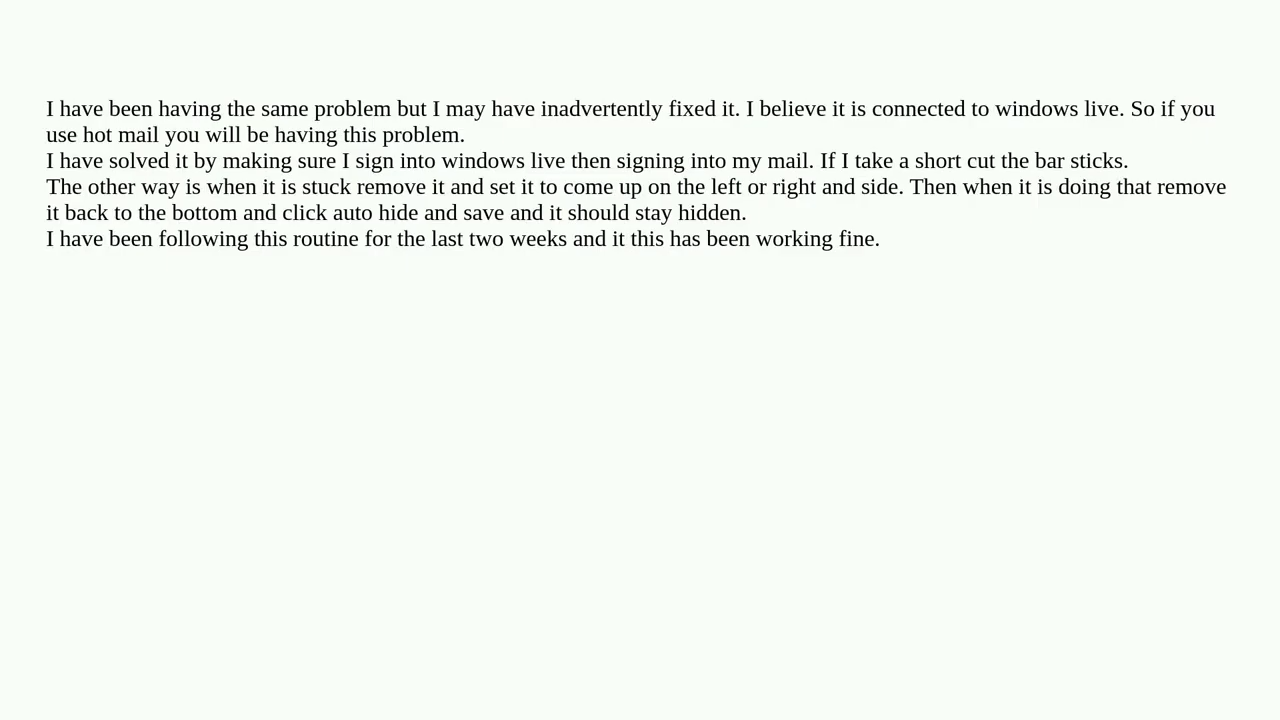 I have been having the same problem but I may have inadvertently fixed it. I believe it is connected to windows live. So if you
use hot mail you will be having this problem.
I have solved it by making sure I sign into windows live then signing into my mail. If I take a short cut the bar sticks.
The other way is when it is stuck remove it and set it to come up on the left or right and side. Then when it is doing that remove
it back to the bottom and click auto hide and save and it should stay hidden.
I have been following this routine for the last two weeks and it this has been working fine.